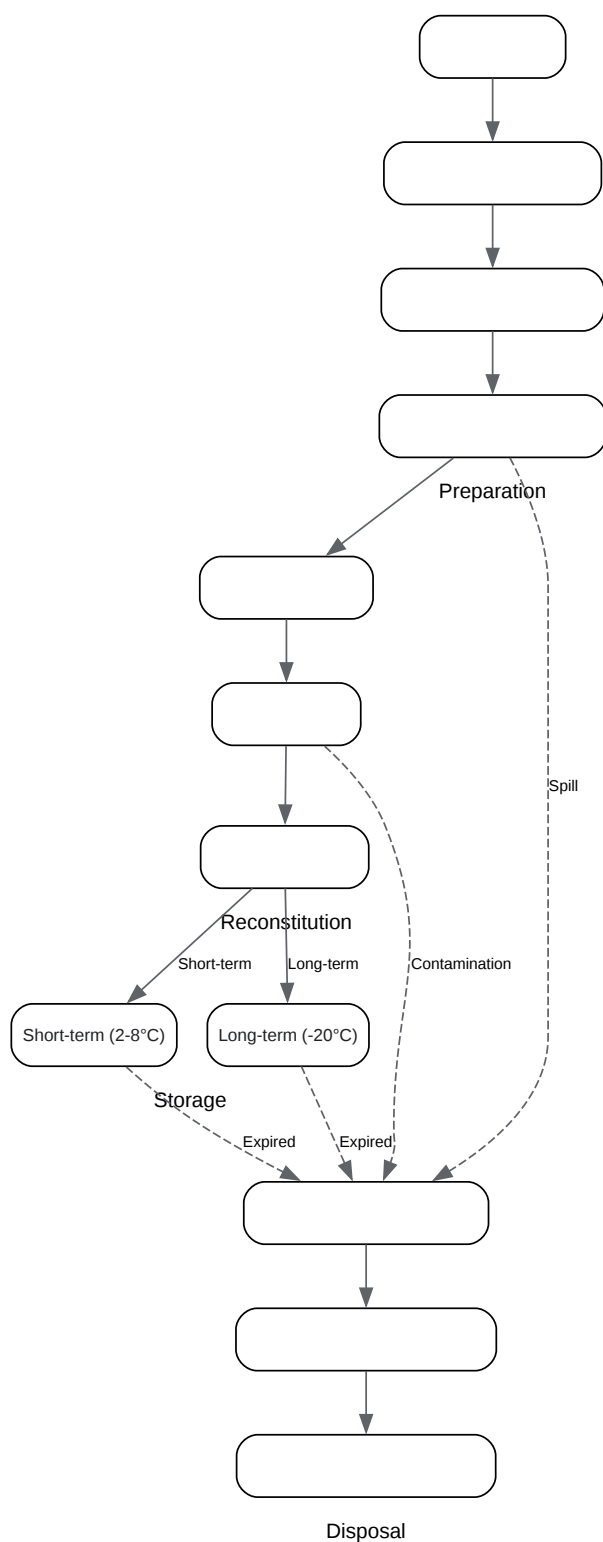 Preparation
Spill
Reconstitution
Short-term
Long-term
Contamination
Short-term (2-8°C)
Long-term (-20°C)
Storage
Expired
Expired
Disposal